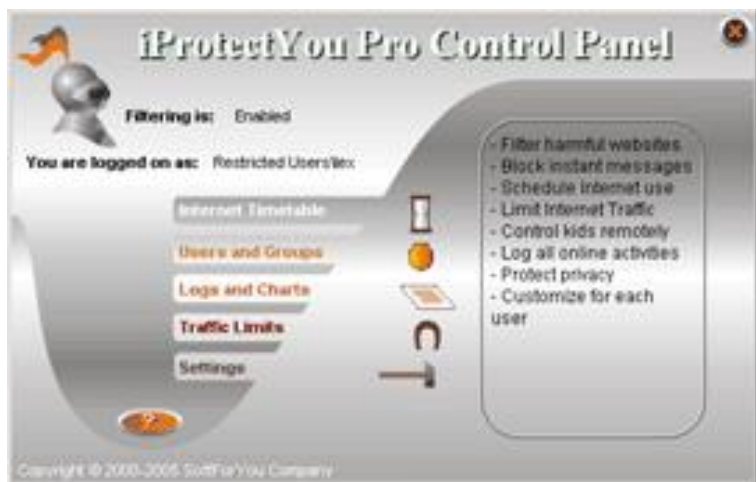 iProtectYou Pro Control Panel
Filtering is: Enabled
You are logged on as: Restricted Users\lex
Internet Timetable
Users and Groups
Logs and Charts
Traffic Limits
Settings
?
- Filter harmful websites
- Block instant messages
- Schedule Internet use
- Limit Internet Traffic
- Control kids remotely
- Log all online activities
- Protect privacy
- Customize for each
user
Copyright © 2000-2005 SoftForYou Company